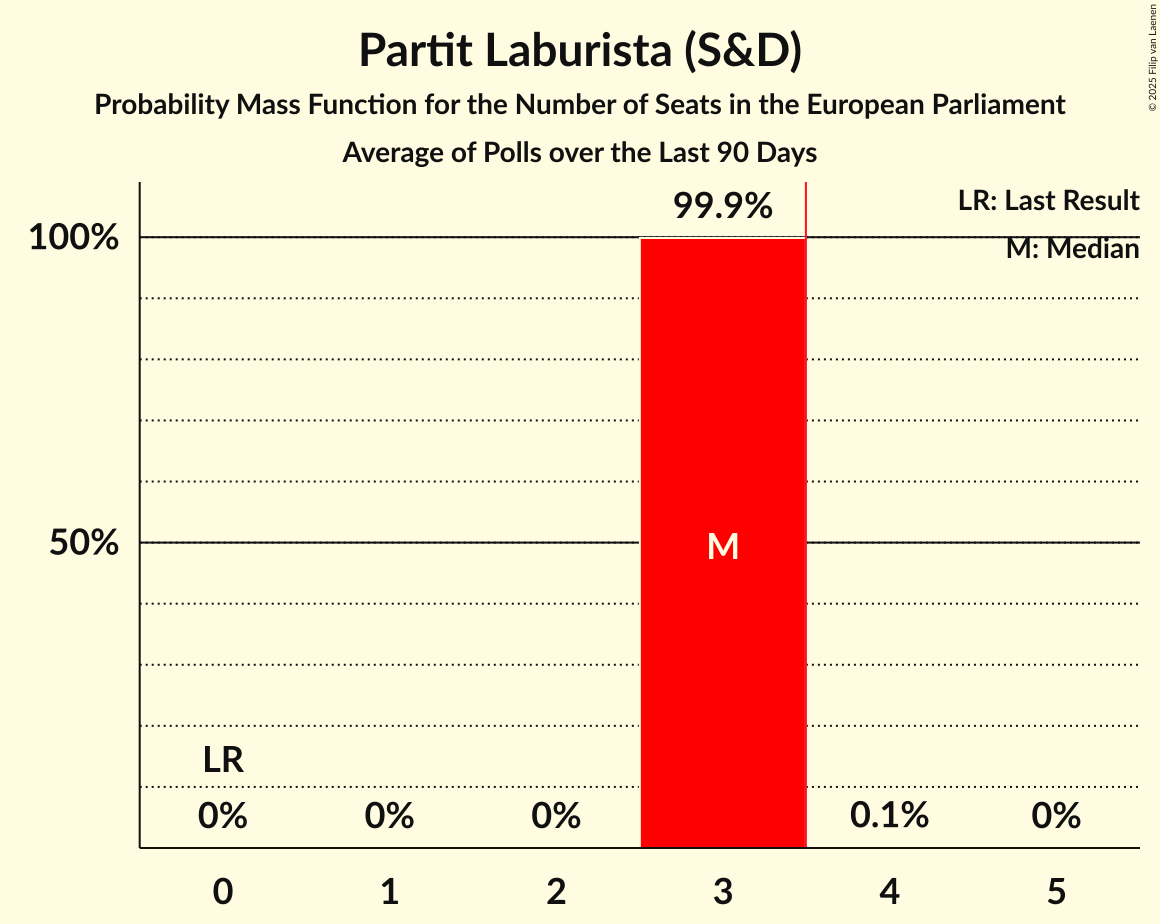 Partit Laburista (S&D)
Probability Mass Function for the Number of Seats in the European Parliament
Average of Polls over the Last 90 Days
© 2025 Filip van Laenen
LR: Last Result
M: Median
99.9%
100%
50%
M
LR
0%
0%
0%
0.1%
0%
0
1
2
3
4
5